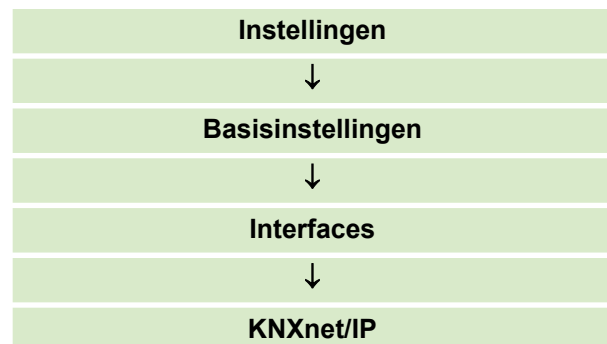 Instellingen
↓
Basisinstellingen
↓
Interfaces
↓
KNXnet/IP